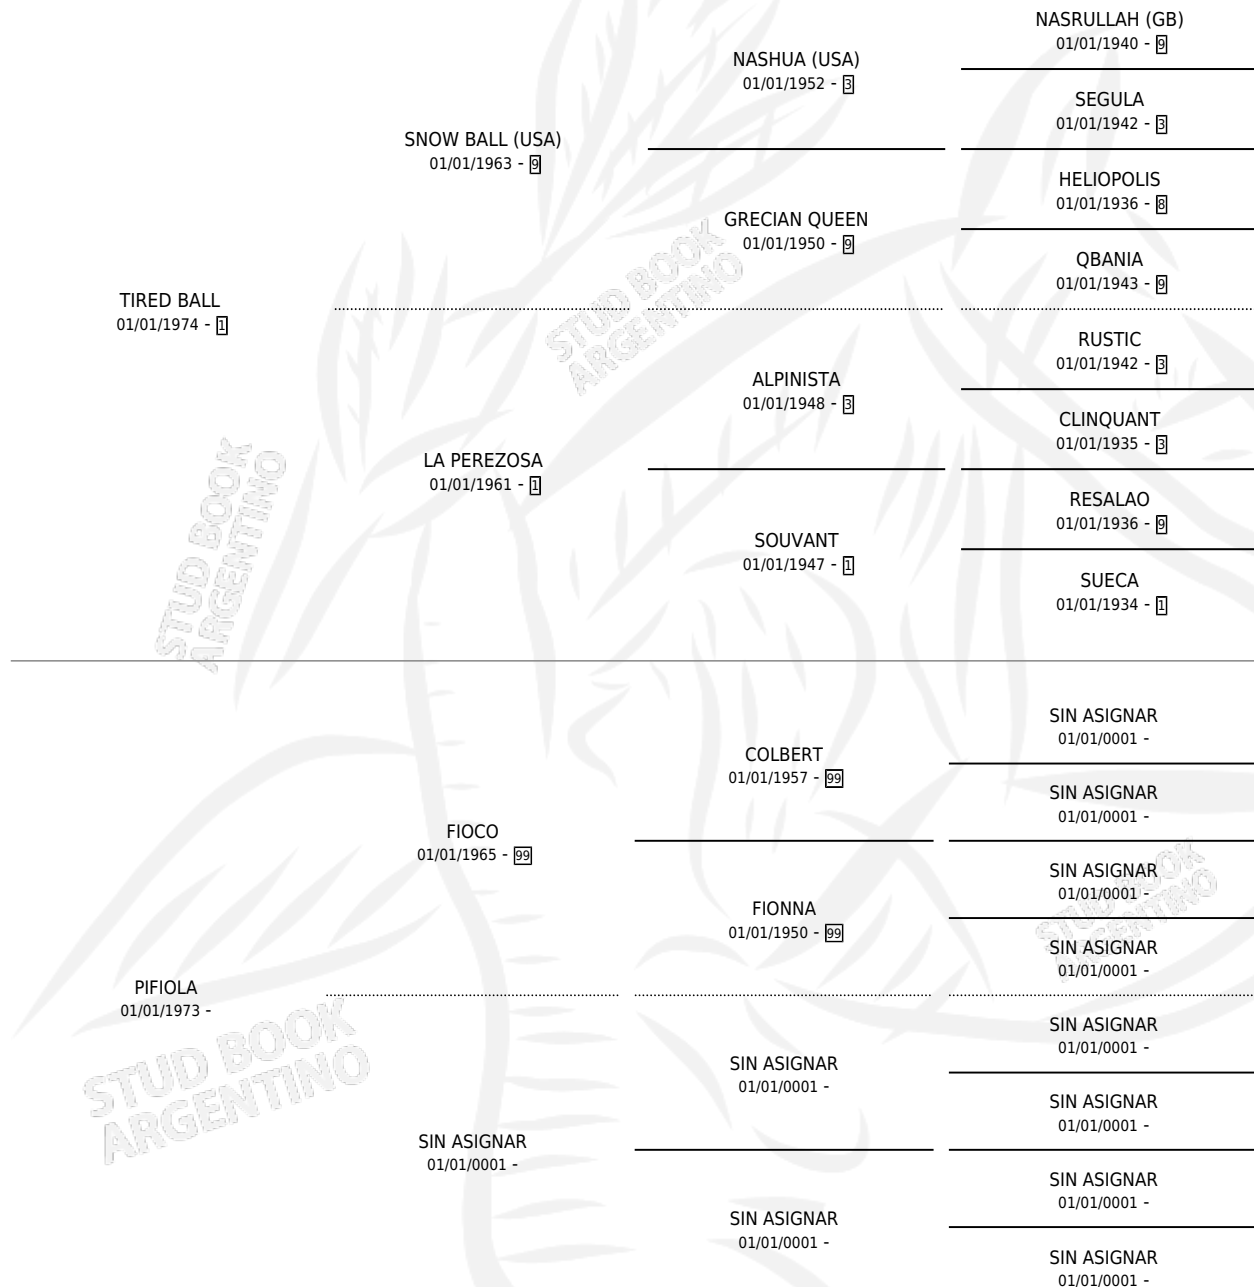 NASRULLAH (GB)
01/01/1940 - 9
NASHUA (USA)
01/01/1952 - 3
SEGULA
01/01/1942 - 3
SNOW BALL (USA)
01/01/1963 - 9
HELIOPOLIS
01/01/1936 - 8
GRECIAN QUEEN
01/01/1950 - 9
QBANIA
01/01/1943 - 9
TIRED BALL
01/01/1974 - 1
RUSTIC
01/01/1942 - 3
ALPINISTA
01/01/1948 - 3
CLINQUANT
01/01/1935 - 3
LA PEREZOSA
01/01/1961 - 1
RESALAO
01/01/1936 - 9
SOUVANT
01/01/1947 - 1
SUECA
01/01/1934 - 1
SIN ASIGNAR
01/01/0001 -
COLBERT
01/01/1957 - 99
SIN ASIGNAR
01/01/0001 -
FIOCO
01/01/1965 - 99
SIN ASIGNAR
01/01/0001 -
FIONNA
01/01/1950 - 99
SIN ASIGNAR
01/01/0001 -
PIFIOLA
01/01/1973 -
SIN ASIGNAR
01/01/0001 -
SIN ASIGNAR
01/01/0001 -
SIN ASIGNAR
01/01/0001 -
SIN ASIGNAR
01/01/0001 -
SIN ASIGNAR
01/01/0001 -
SIN ASIGNAR
01/01/0001 -
SIN ASIGNAR
01/01/0001 -
STUD BOOK
ARGENTINO
STUD BOOK
ARGENTINO
STUD BOOK
ARGENTINO
STUD BOOK
ARGENTINO